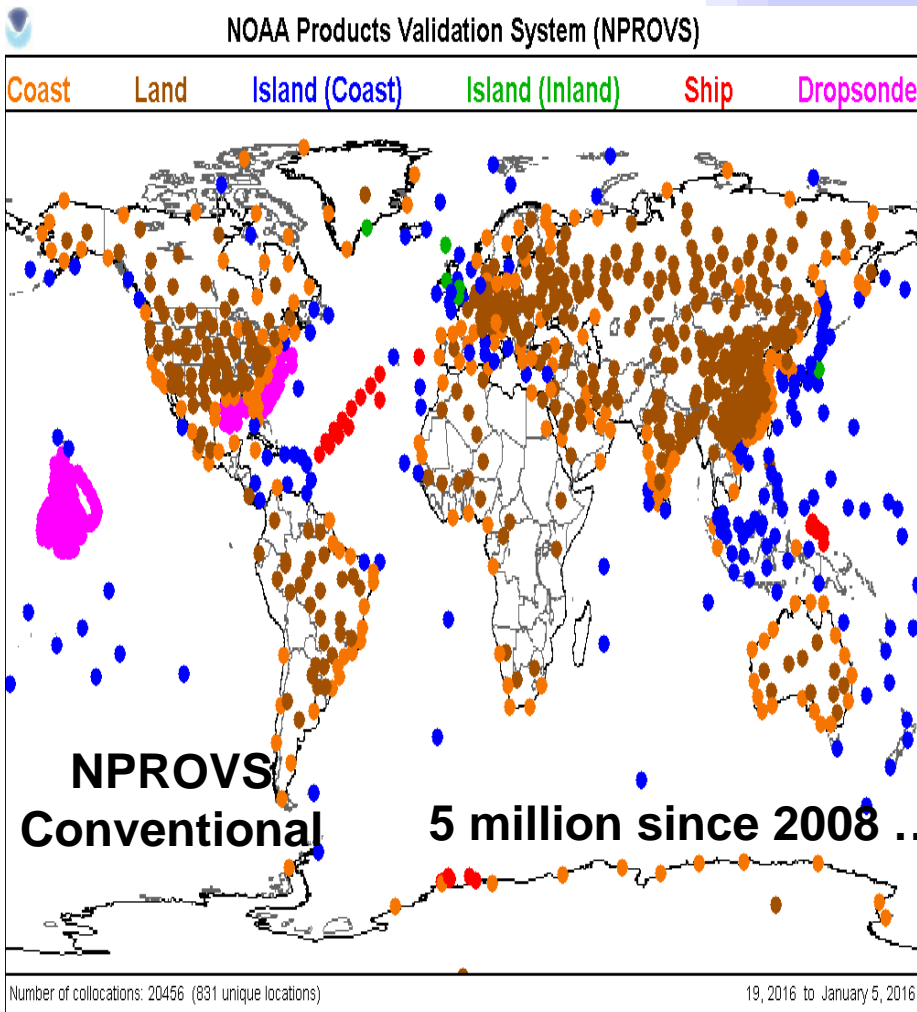 NOAA Products Validation System (NPROVS)
Coast Land Island (Coast) Island (Inland) Ship Dropsonde
NPROVS
Conventional
5 million since 2008 ..
Number of collocations: 20456 (831 unique locations)
19, 2016 to January 5, 2016